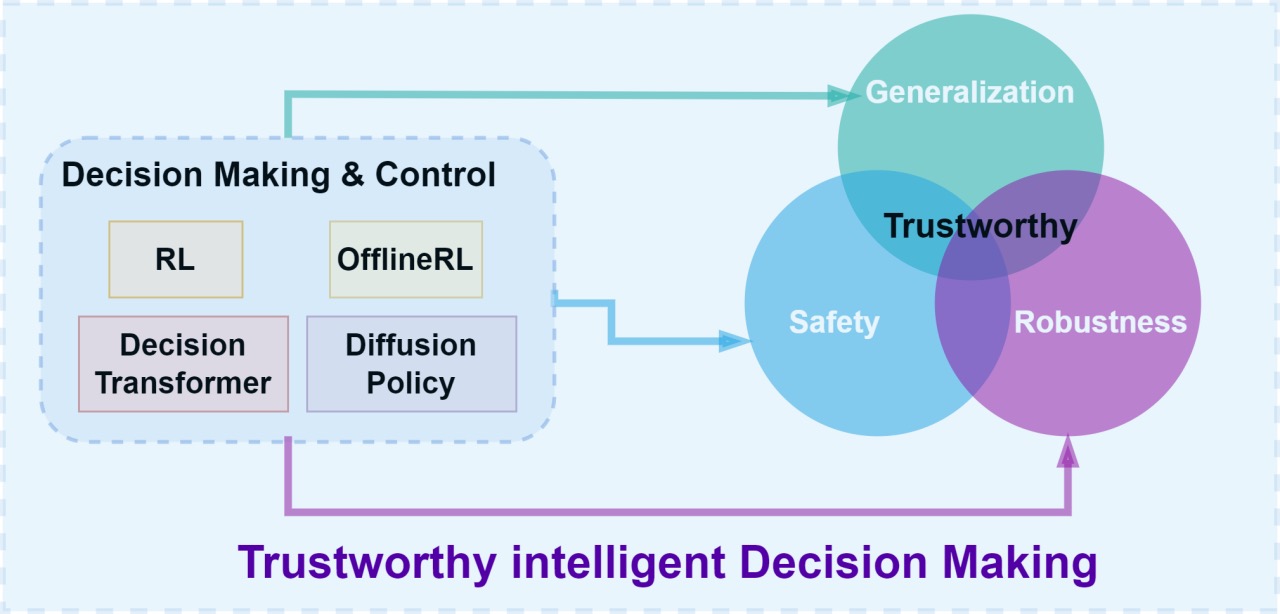 Decision Making & Control
RL
OfflineRL
Decision
Transformer
Diffusion
Policy
Generalization
Trustworthy
Safety
Robustness
Trustworthy intelligent Decision Making